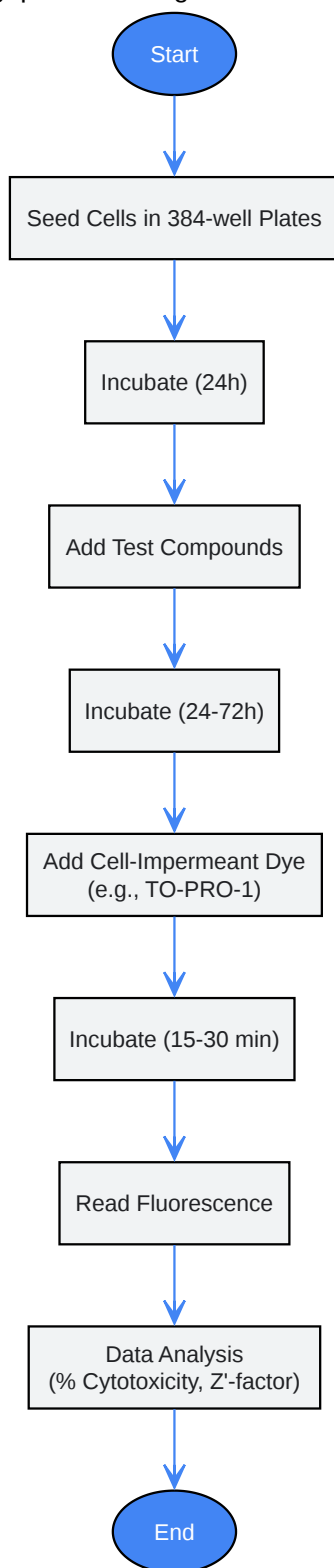 Start
Seed Cells in 384-well Plates
Incubate (24h)
Add Test Compounds
Incubate (24-72h)
Add Cell-Impermeant Dye
(e.g., TO-PRO-1)
Incubate (15-30 min)
Read Fluorescence
Data Analysis
(% Cytotoxicity, Z'-factor)
End